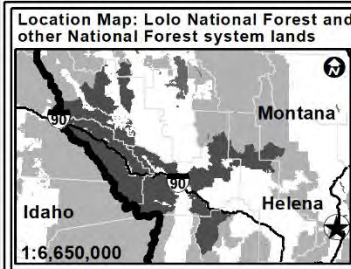 Location Map: Lolo National Forest and
other National Forest system lands
N
Montana
90
90
Idaho
Helena
1:6,650,000